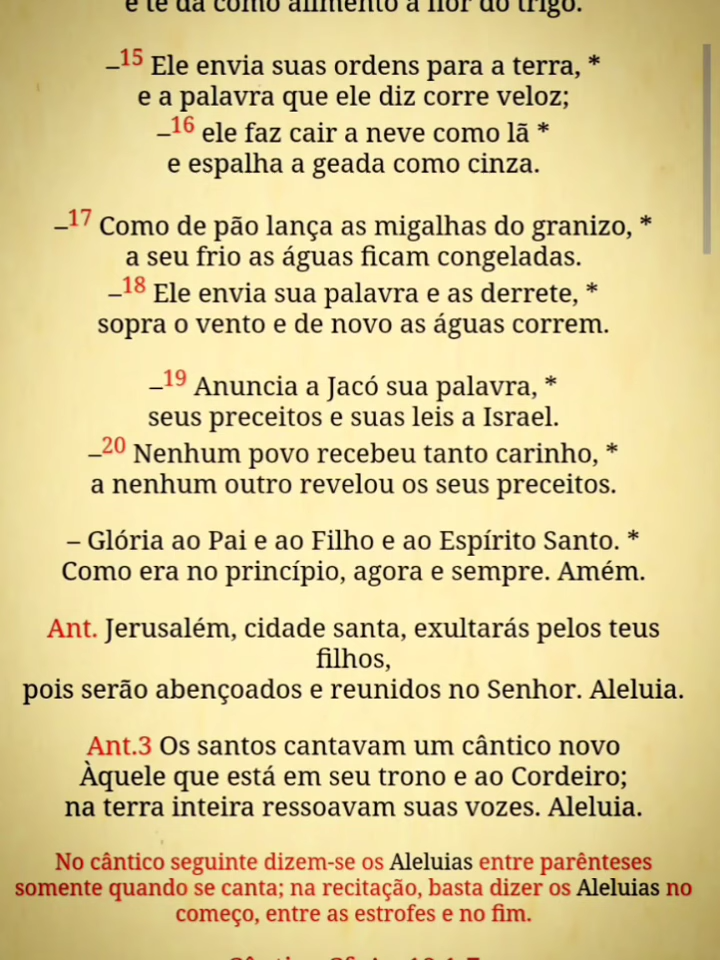 e te dá como alimento a flor do trigo.
–15 Ele envia suas ordens para a terra, *
e a palavra que ele diz corre veloz;
–16 ele faz cair a neve como lã *
e espalha a geada como cinza.
–17 Como de pão lança as migalhas do granizo, *
a seu frio as águas ficam congeladas.
–18 Ele envia sua palavra e as derrete, *
sopra o vento e de novo as águas correm.
–19 Anuncia a Jacó sua palavra, *
seus preceitos e suas leis a Israel.
–20 Nenhum povo recebeu tanto carinho, *
a nenhum outro revelou os seus preceitos.
– Glória ao Pai e ao Filho e ao Espírito Santo. *
Como era no princípio, agora e sempre. Amém.
Ant. Jerusalém, cidade santa, exultarás pelos teus
filhos,
pois serão abençoados e reunidos no Senhor. Aleluia.
Ant.3 Os santos cantavam um cântico novo
Àquele que está em seu trono e ao Cordeiro;
na terra inteira ressoavam suas vozes. Aleluia.
No cântico seguinte dizem-se os Aleluias entre parênteses
somente quando se canta; na recitação, basta dizer os Aleluias no
começo, entre as estrofes e no fim.